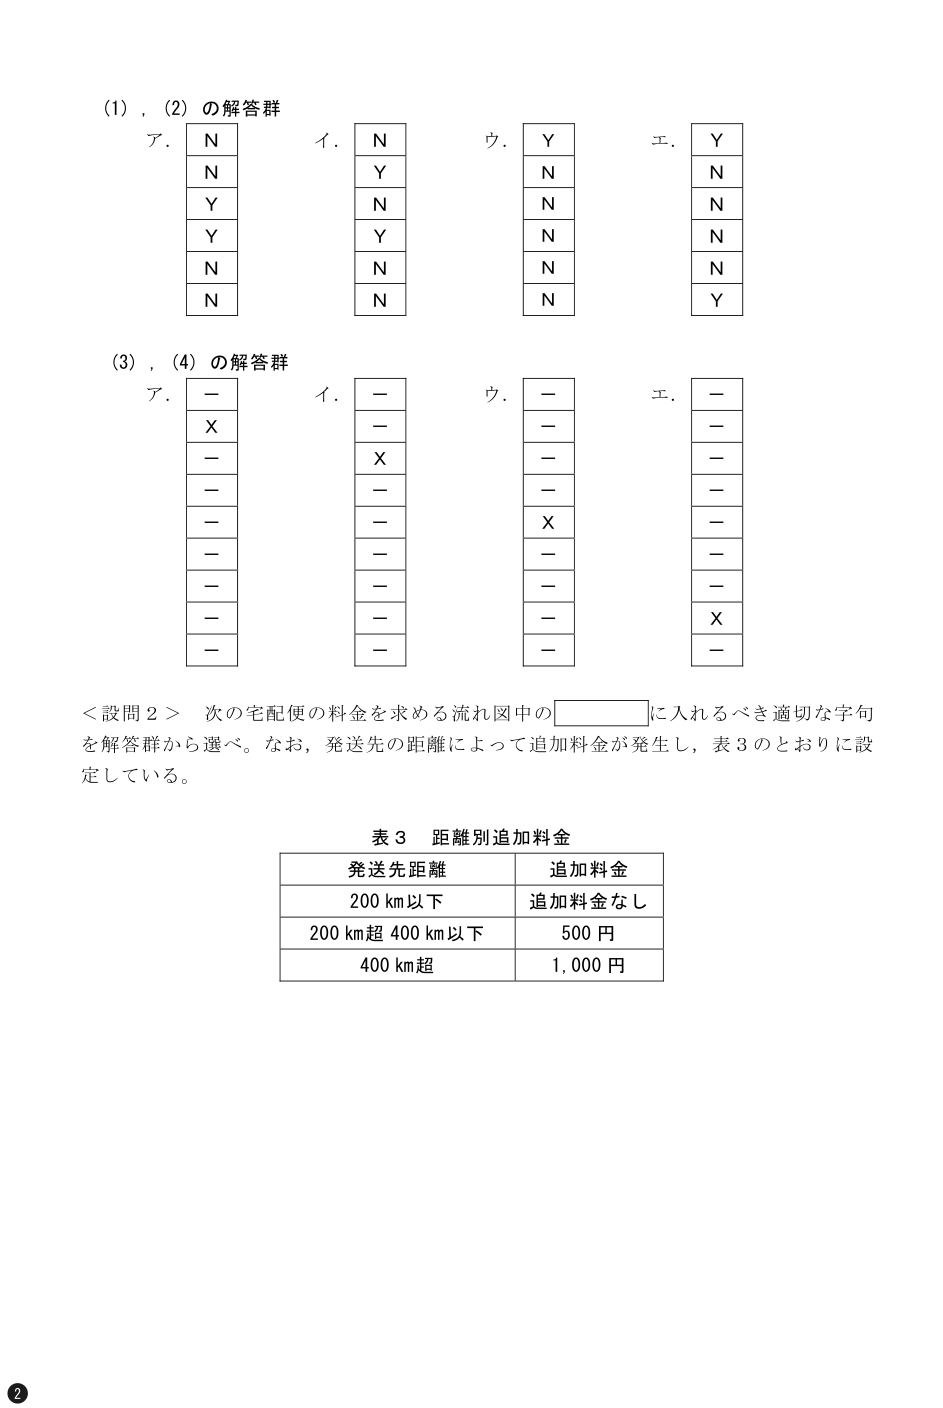 （1），（2）の解答群
ア． N イ． N ウ． Y エ． Y
N Y N N
Y N N N
Y Y N N
N N N N
N N N Y
（3），（4）の解答群
ア． － イ． － ウ． － エ． －
X － － －
－ X － －
－ － － －
－ － X －
－ － － －
－ － － －
－ － － X
－ － － －
＜設問２＞　次の宅配便の料金を求める流れ図中の　　　　に入れるべき適切な字句
を解答群から選べ。なお，発送先の距離によって追加料金が発生し，表３のとおりに設
定している。
表３　距離別追加料金
発送先距離 追加料金
200 km以下 追加料金なし
200 km超 400 km以下 500 円
400 km超 1,000 円
2